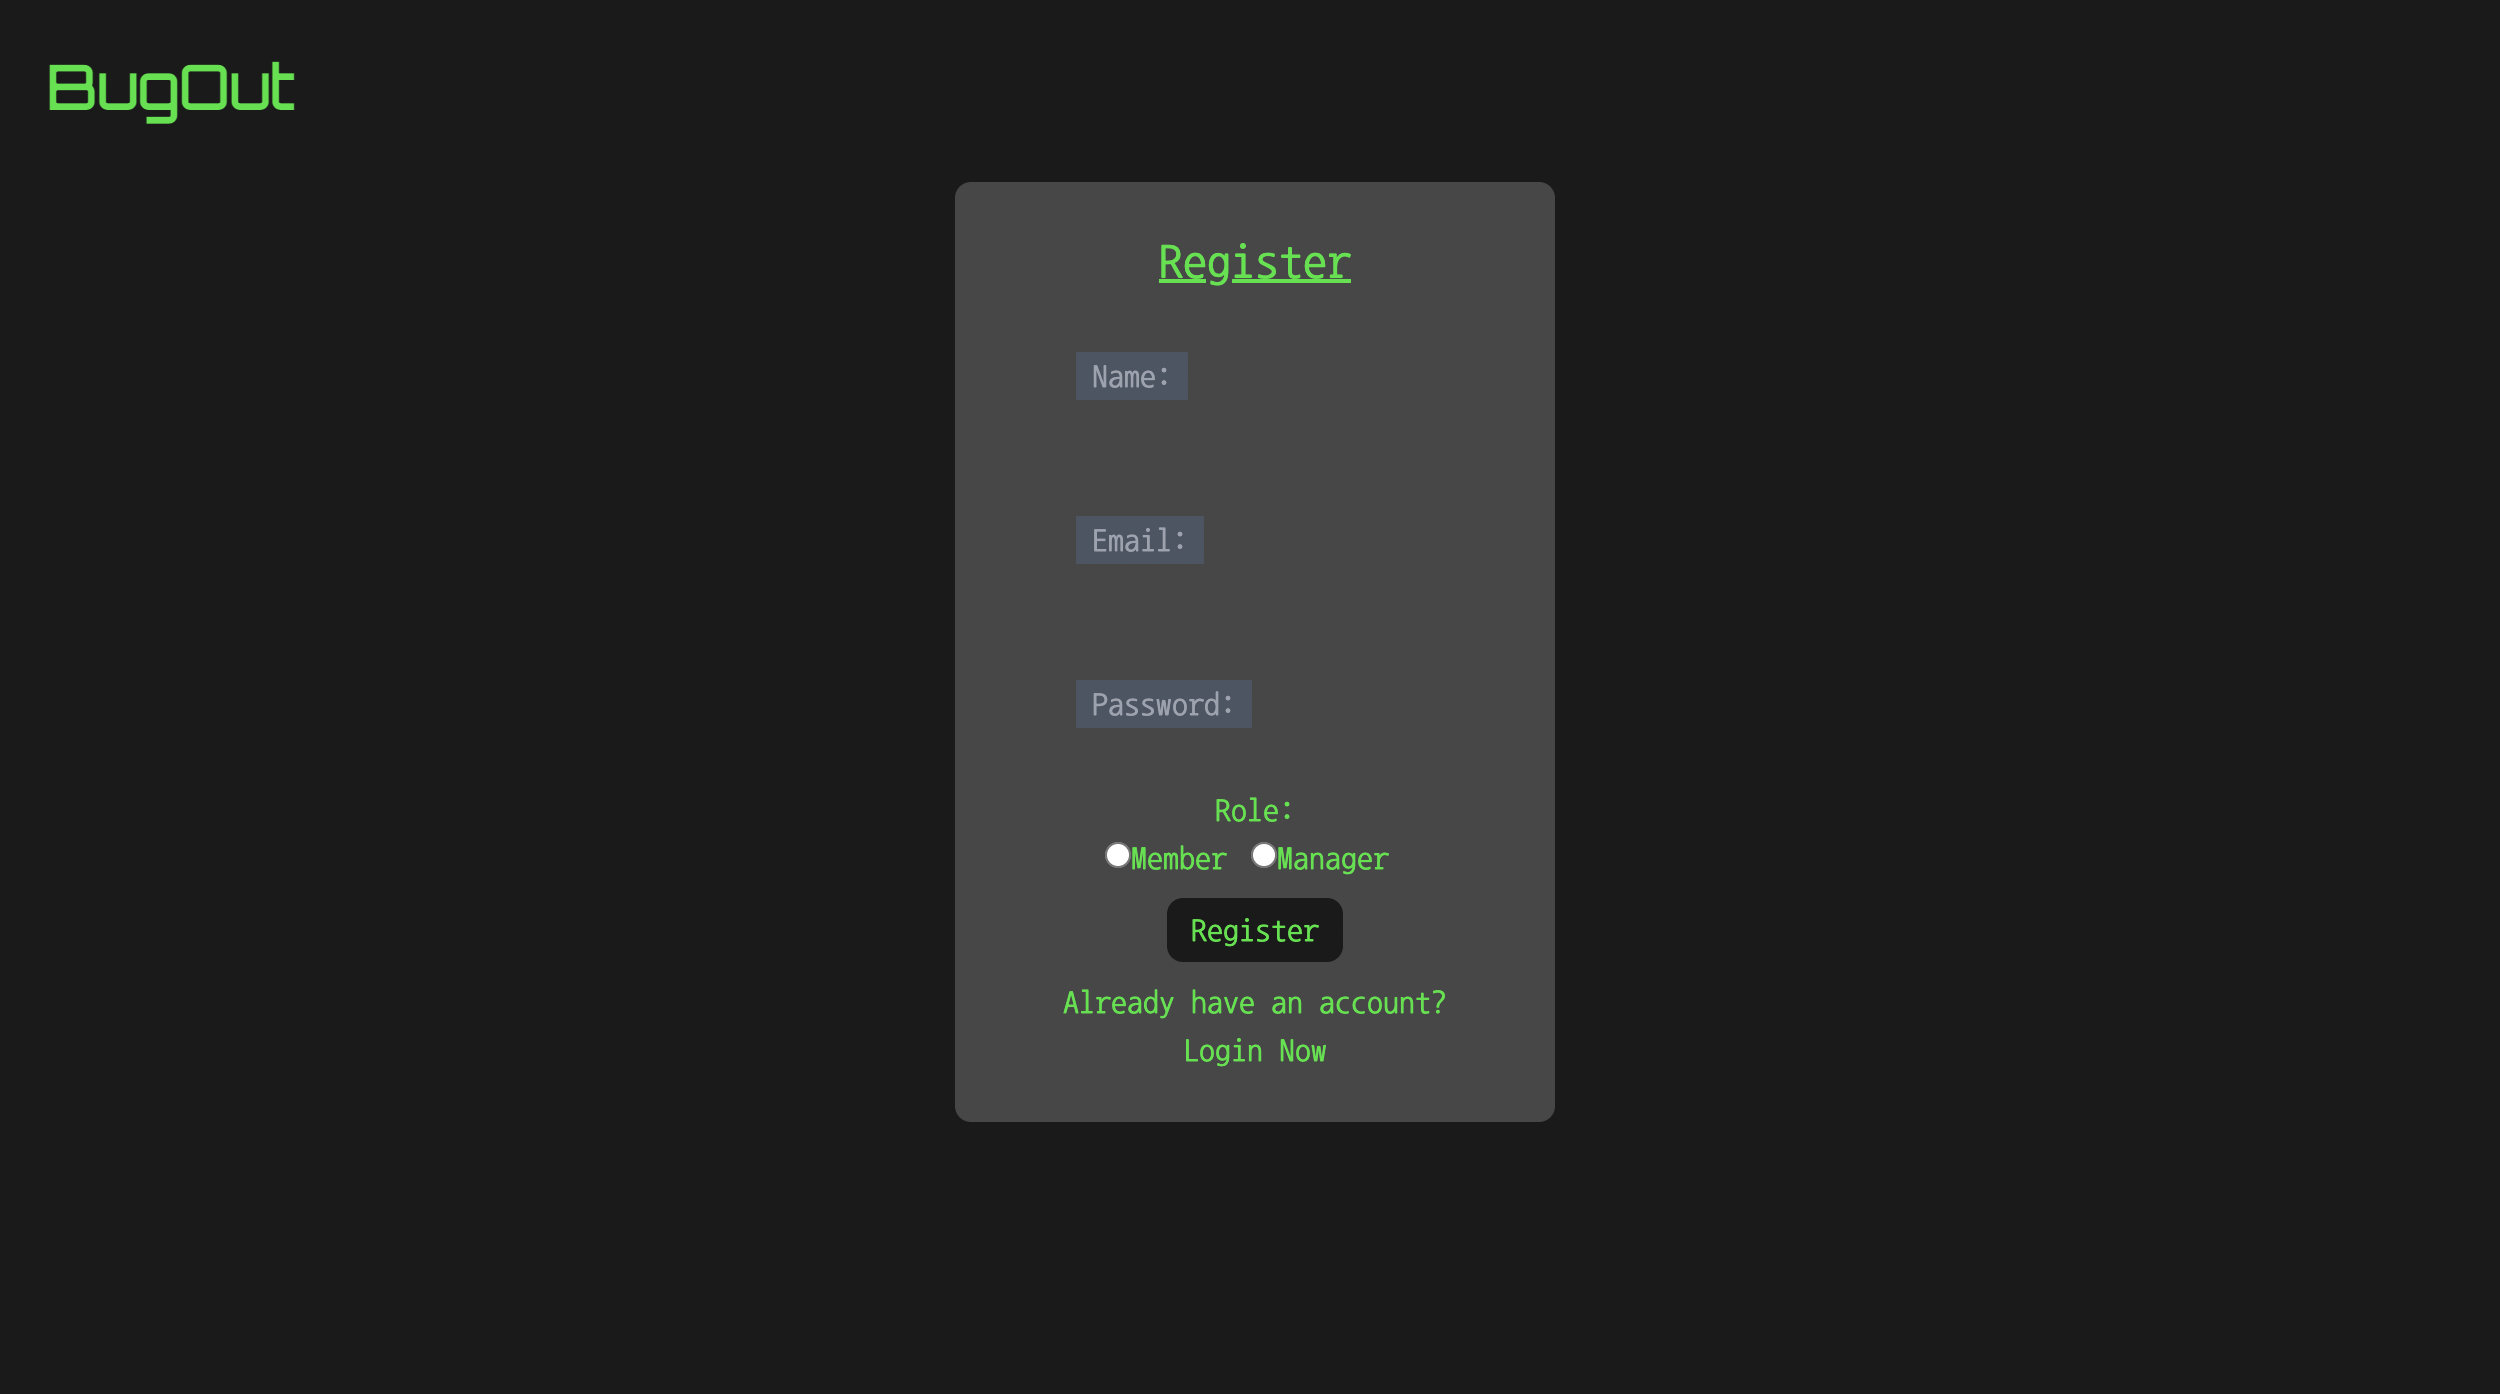 BugOut
Register
Name:
Email:
Password:
Role:
Member Manager
Register
Already have an account?
Login Now